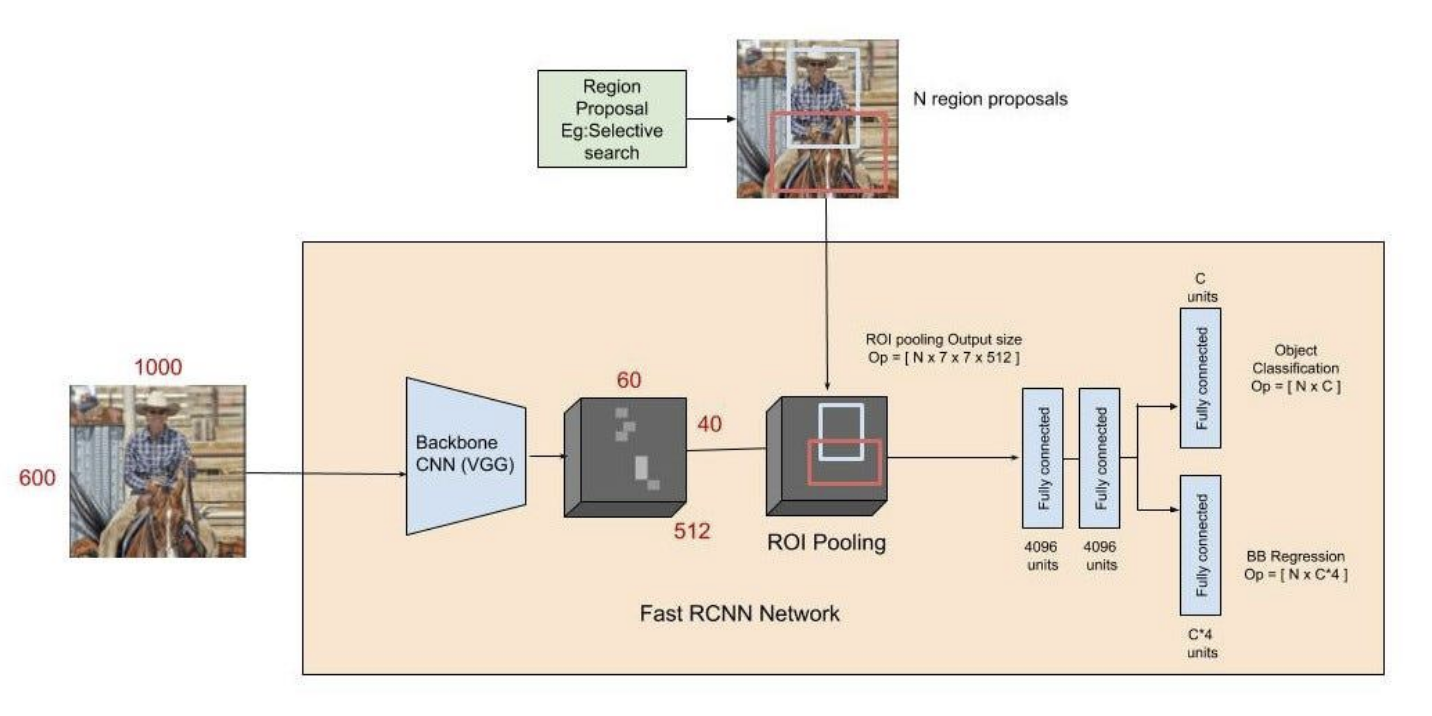 Region
Proposal
Eg:Selective
search
N region proposals
1000
600
Backbone
CNN (VGG)
60
40
512
ROI Pooling
ROI pooling Output size
Op = [ N x 7 x 7 x 512 ]
Fully connected
4096
units
Fully connected
4096
units
C
units
Fully connected
Object
Classification
Op = [ N x C ]
Fully connected
C*4
units
BB Regression
Op = [ N x C*4 ]
Fast RCNN Network